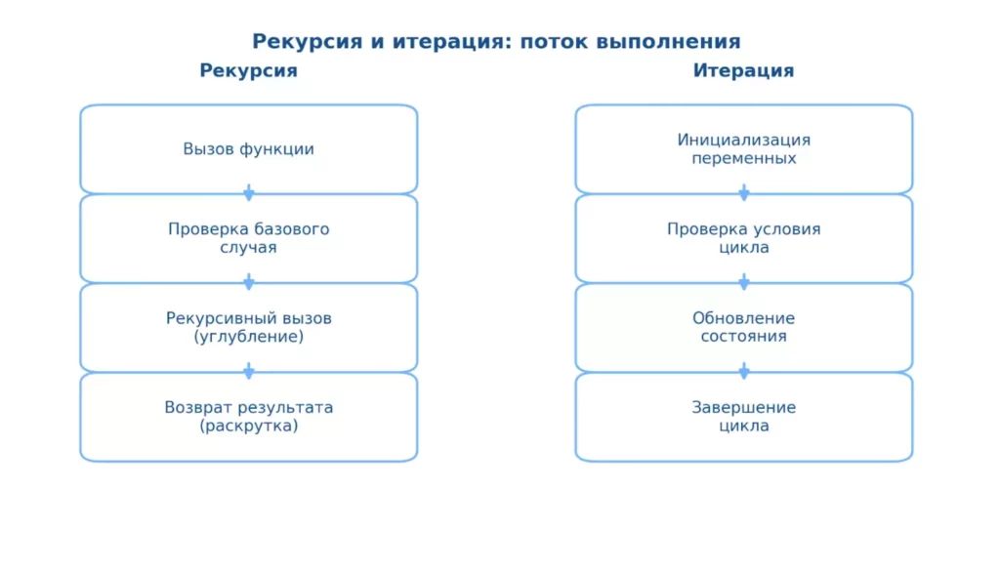 Рекурсия и итерация: поток выполнения
Рекурсия
Вызов функции
Проверка базового
случая
Рекурсивный вызов
(углубление)
Возврат результата
(раскрутка)
Итерация
Инициализация
переменных
Проверка условия
цикла
Обновление
состояния
Завершение
цикла